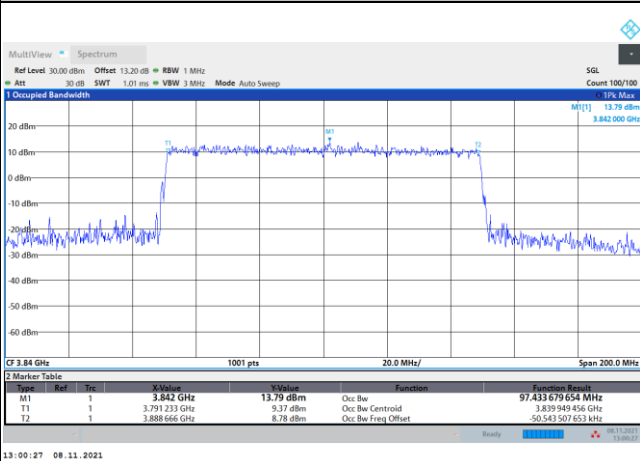 MultiView Spectrum
Ref Level 30.00 dBm Offset 13.20 dB RBW 1 MHz SGL
Att 30 dB SWT 1.01 ms VBW 3 MHz Mode Auto Sweep Count 100/100
1 Occupied Bandwidth 1Pk Max
M1[1] 13.79 dBm
3.842 000 GHz
M1
20 dBm
T1 T2
10 dBm
0 dBm
-10 dBm
-20 dBm
-30 dBm
-50 dBm
-60 dBm
CF 3.84 GHz 1001 pts 20.0 MHz/ Span 200.0 MHz
2 Marker Table
Type Ref Trc X-Value Y-Value Function Function Result
M1 1 3.842 GHz 13.79 dBm Occ Bw 97.433 679 654 MHz
T1 1 3.791 233 GHz 9.37 dBm Occ Bw Centroid 3.839 949 456 GHz
T2 1 3.888 666 GHz 8.78 dBm Occ Bw Freq Offset -50.543 507 653 kHz
Ready 08.11.2021
13:00:27
13:00:27 08.11.2021